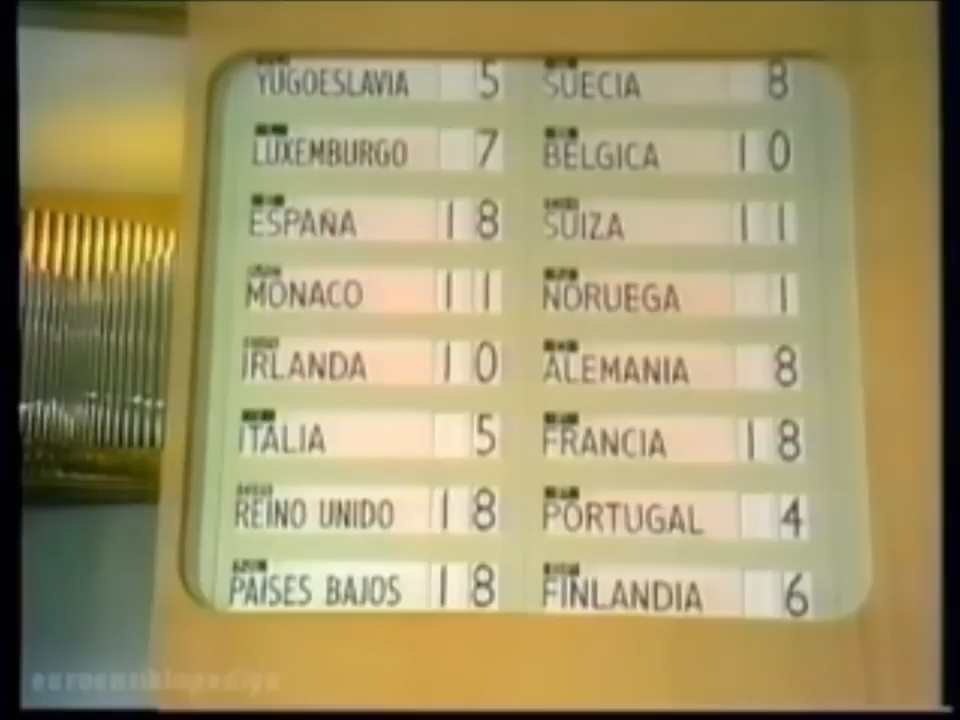 YUGOESLAVIA 5 SUECIA 8
LUXEMBURGO 7 BELGICA 10
ESPAÑA 18 SUIZA 11
MONACO 11 NORUEGA 1
IRLANDA 10 ALEMANIA 8
ITALIA 5 FRANCIA 18
REINO UNIDO 18 PORTUGAL 4
PAISES BAJOS 18 FINLANDIA 6